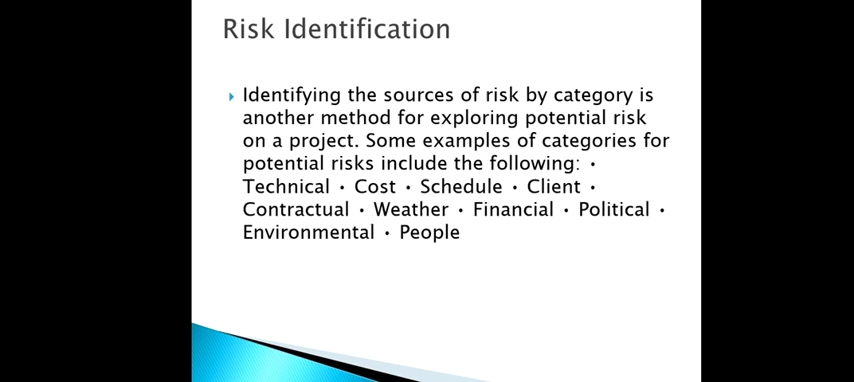 Risk Identification
Identifying the sources of risk by category is
another method for exploring potential risk
on a project. Some examples of categories for
potential risks include the following: •
Technical • Cost • Schedule • Client •
Contractual • Weather • Financial • Political •
Environmental • People